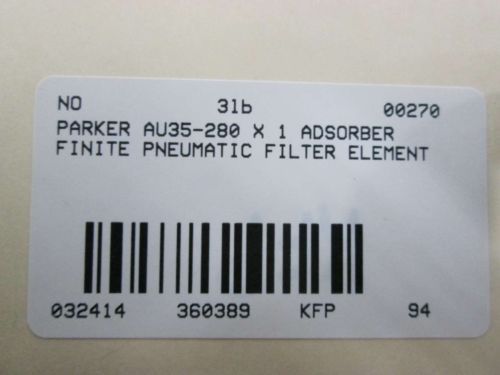 NO 3lb 00270
PARKER AU35-280 X 1 ADSORBER
FINITE PNEUMATIC FILTER ELEMENT
032414 360389 KFP 94